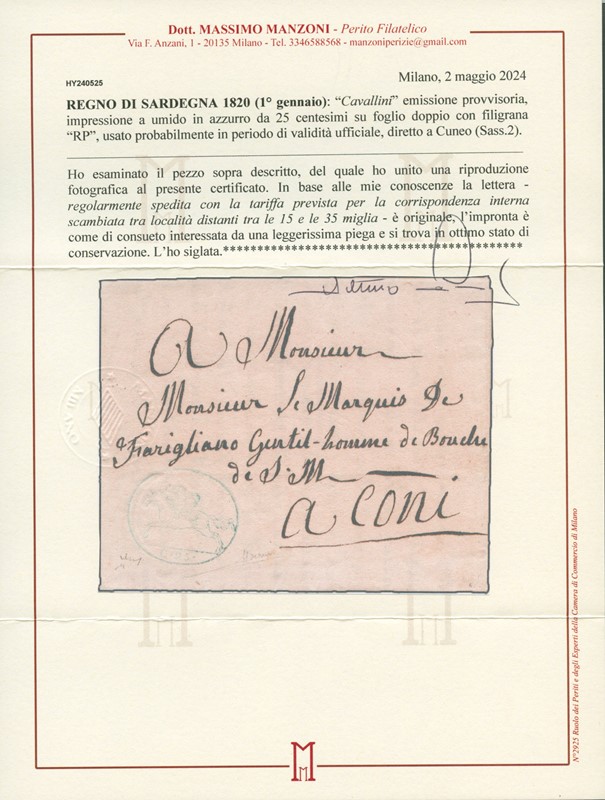 Dott. MASSIMO MANZONI - Perito Filatelico
Via F. Anzani, 1 - 20135 Milano - Tel. 3346588568 - manzoniperizie@gmail.com
HY240525
Milano, 2 maggio 2024
REGNO DI SARDEGNA 1820 (1° gennaio): “Cavallini” emissione provvisoria,
impressione a umido in azzurro da 25 centesimi su foglio doppio con filigrana
“RP”, usato probabilmente in periodo di validità ufficiale, diretto a Cuneo (Sass.2).
Ho esaminato il pezzo sopra descritto, del quale ho unito una riproduzione
fotografica al presente certificato. In base alle mie conoscenze la lettera -
regolarmente spedita con la tariffa prevista per la corrispondenza interna
scambiata tra località distanti tra le 15 e le 35 miglia - è originale, l’impronta è
come di consueto interessata da una leggerissima piega e si trova in ottimo stato di
conservazione. L’ho siglata.*********************************************
A Monsieur
Monsieur Le Marquis De
Farigliano Gentil-homme de Bouche
de S. M
A Coni
MILANO
N°2925 Ruolo dei Periti e degli Esperti della Camera di Commercio di Milano
M